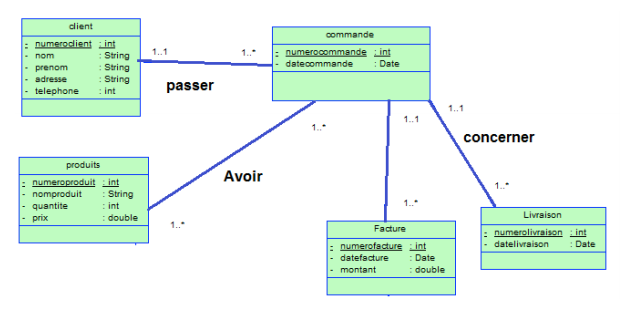 client
- numeroclient : int
- nom : String
- prenom : String
- adresse : String
- telephone : int
1..1
1..*
passer
commande
- numerocommande : int
- datecommande : Date
1..*
1..1
1..1
concerner
Avoir
produits
- numeroproduit : int
- nomproduit : String
- quantite : int
- prix : double
1..*
1..*
1..*
Facture
- numerofacture : int
- datefacture : Date
- montant : double
Livraison
- numerolivraison : int
- datelivraison : Date